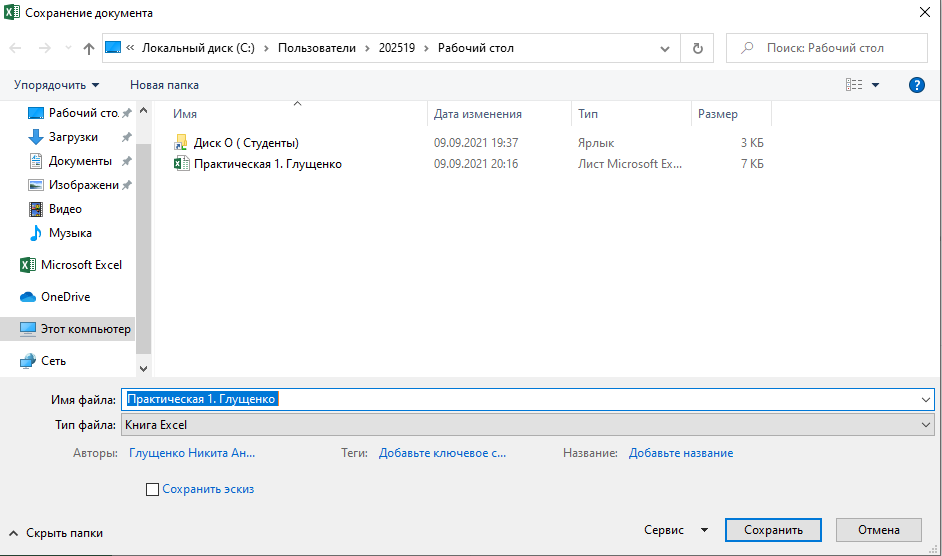 Сохранение документа
« Локальный диск (C:) › Пользователи › 202519 › Рабочий стол
Поиск: Рабочий стол
Упорядочить
Новая папка
Рабочий сто.
Загрузки
Документы
Изображени
Видео
Музыка
Microsoft Excel
OneDrive
Этот компьютер
Сеть
Имя Дата изменения Тип Размер
Диск О ( Студенты) 09.09.2021 19:37 Ярлык 3 КБ
Практическая 1. Глущенко 09.09.2021 20:16 Лист Microsoft Ex... 7 КБ
Имя файла: Практическая 1. Глущенко
Тип файла: Книга Excel
Авторы: Глущенко Никита Ан... Теги: Добавьте ключевое с... Название: Добавьте название
Сохранить эскиз
Скрыть папки Сервис Сохранить Отмена